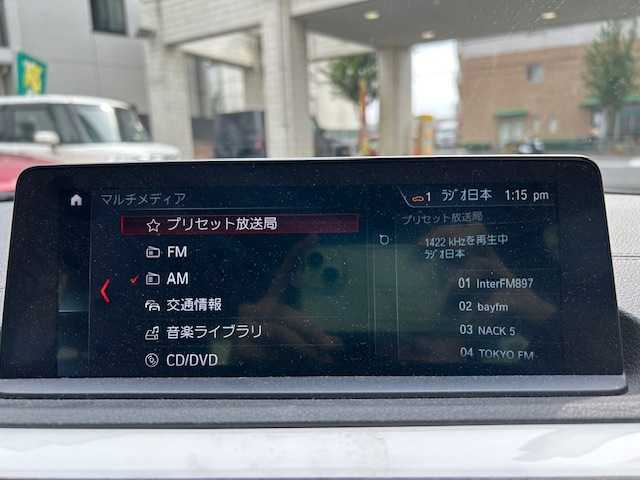 マルチメディア
1 ラジオ日本 1:15 pm
プリセット放送局
FM
AM
交通情報
音楽ライブラリ
CD/DVD
プリセット放送局
1422 kHzを再生中
ラジオ日本
01 InterFM897
02 bayfm
03 NACK 5
04 TOKYO FM